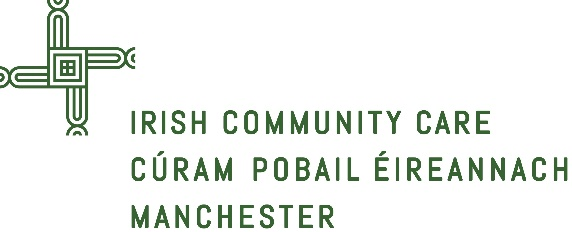 IRISH COMMUNITY CARE
CÚRAM POBAIL ÉIREANNACH
MANCHESTER